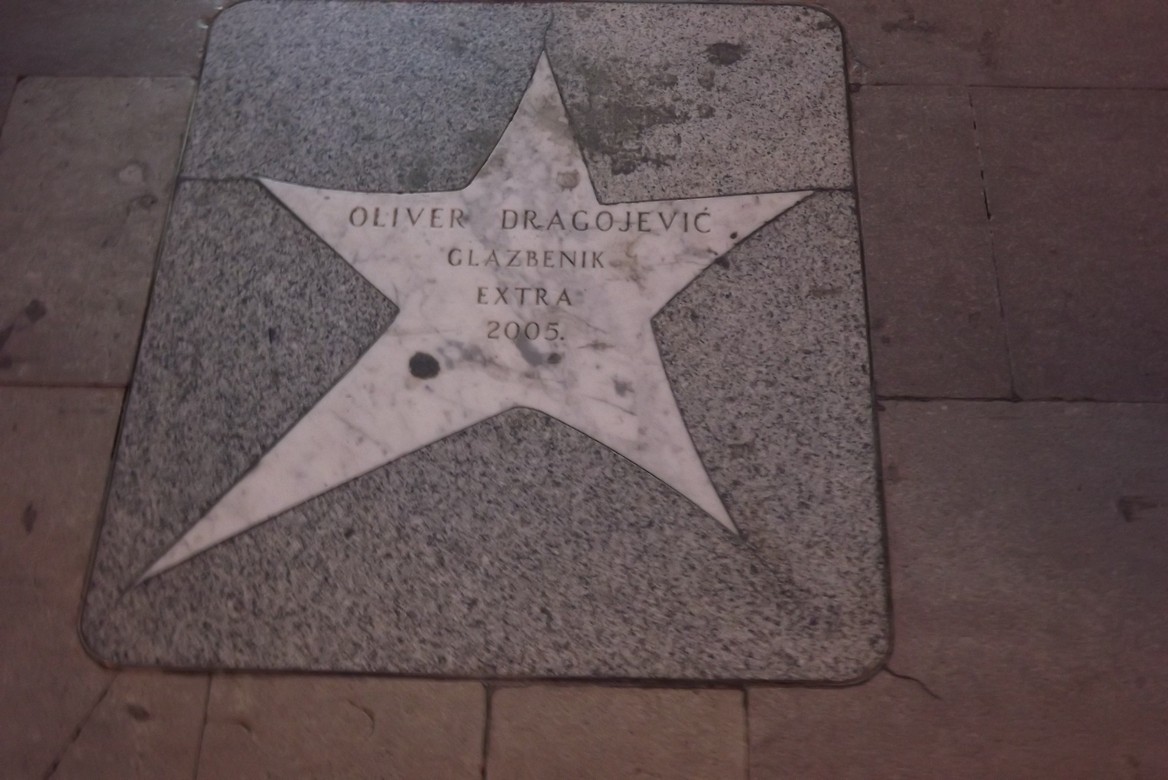 OLIVER DRAGOJEVIĆ
GLAZBENIK
EXTRA
2005.